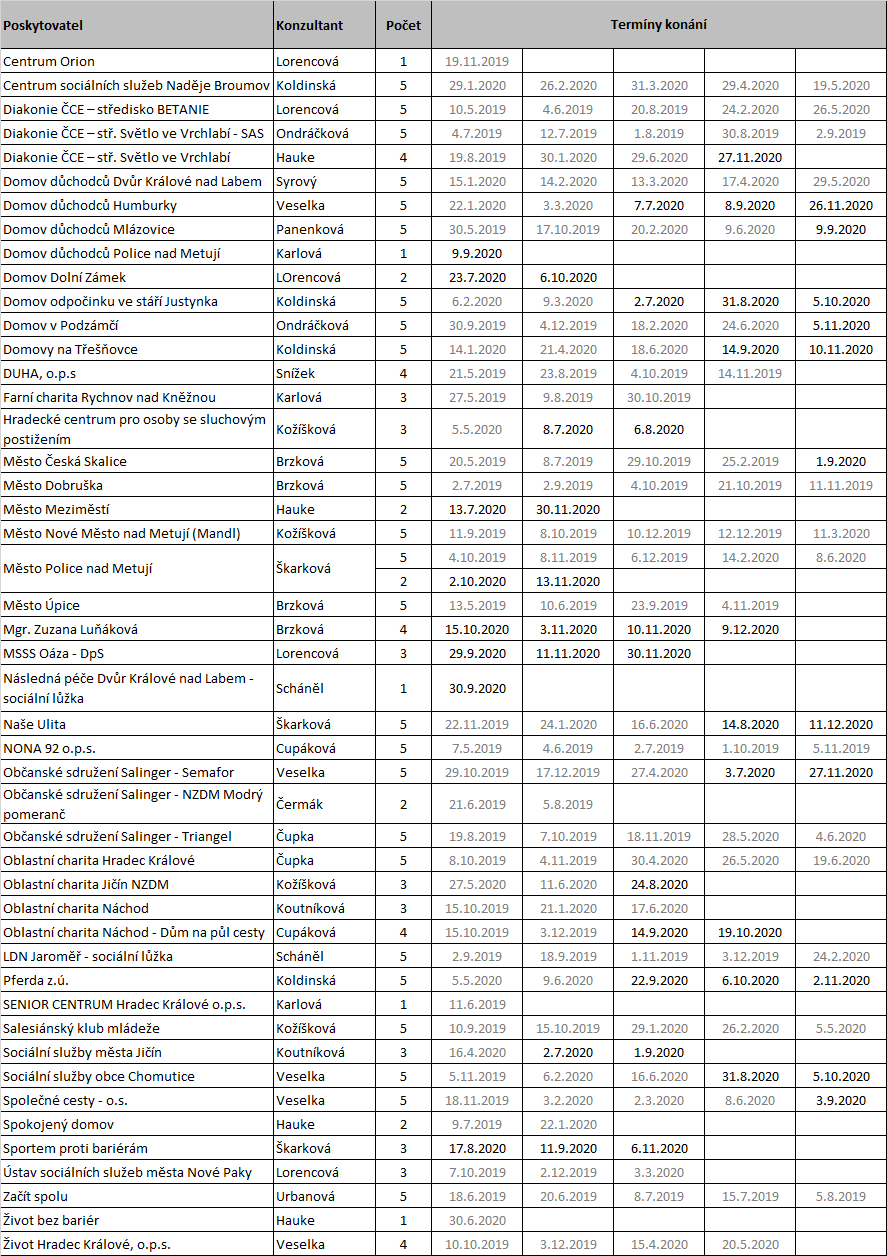 Poskytovatel Konzultant Počet Termíny konání
Centrum Orion Lorencová 1 19.11.2019
Centrum sociálních služeb Naděje Broumov Koldinská 5 29.1.2020 26.2.2020 31.3.2020 29.4.2020 19.5.2020
Diakonie ČCE – středisko BETANIE Lorencová 5 10.5.2019 4.6.2019 20.8.2019 24.2.2020 26.5.2020
Diakonie ČCE – stř. Světlo ve Vrchlabí - SAS Ondráčková 5 4.7.2019 12.7.2019 1.8.2019 30.8.2019 2.9.2019
Diakonie ČCE – stř. Světlo ve Vrchlabí Hauke 4 19.8.2019 30.1.2020 29.6.2020 27.11.2020
Domov důchodců Dvůr Králové nad Labem Syrový 5 15.1.2020 14.2.2020 13.3.2020 17.4.2020 29.5.2020
Domov důchodců Humburky Veselka 5 22.1.2020 3.3.2020 7.7.2020 8.9.2020 26.11.2020
Domov důchodců Mlázovice Panenková 5 30.5.2019 17.10.2019 20.2.2020 9.6.2020 9.9.2020
Domov důchodců Police nad Metují Karlová 1 9.9.2020
Domov Dolní Zámek LOrencová 2 23.7.2020 6.10.2020
Domov odpočinku ve stáří Justynka Koldinská 5 6.2.2020 9.3.2020 2.7.2020 31.8.2020 5.10.2020
Domov v Podzámčí Ondráčková 5 30.9.2019 4.12.2019 18.2.2020 24.6.2020 5.11.2020
Domovy na Třešňovce Koldinská 5 14.1.2020 21.4.2020 18.6.2020 14.9.2020 10.11.2020
DUHA, o.p.s Snížek 4 21.5.2019 23.8.2019 4.10.2019 14.11.2019
Farní charita Rychnov nad Kněžnou Karlová 3 27.5.2019 9.8.2019 30.10.2019
Hradecké centrum pro osoby se sluchovým
postižením Kožíšková 3 5.5.2020 8.7.2020 6.8.2020
Město Česká Skalice Brzková 5 20.5.2019 8.7.2019 29.10.2019 25.2.2019 1.9.2020
Město Dobruška Brzková 5 2.7.2019 2.9.2019 4.10.2019 21.10.2019 11.11.2019
Město Meziměstí Hauke 2 13.7.2020 30.11.2020
Město Nové Město nad Metují (Mandl) Kožíšková 5 11.9.2019 8.10.2019 10.12.2019 12.12.2019 11.3.2020
Město Police nad Metují Škarková 5 4.10.2019 8.11.2019 6.12.2019 14.2.2020 8.6.2020
2 2.10.2020 13.11.2020
Město Úpice Brzková 5 13.5.2019 10.6.2019 23.9.2019 4.11.2019
Mgr. Zuzana Luňáková Brzková 4 15.10.2020 3.11.2020 10.11.2020 9.12.2020
MSSS Oáza - DpS Lorencová 3 29.9.2020 11.11.2020 30.11.2020
Následná péče Dvůr Králové nad Labem -
sociální lůžka Scháněl 1 30.9.2020
Naše Ulita Škarková 5 22.11.2019 24.1.2020 16.6.2020 14.8.2020 11.12.2020
NONA 92 o.p.s. Cupáková 5 7.5.2019 4.6.2019 2.7.2019 1.10.2019 5.11.2019
Občanské sdružení Salinger - Semafor Veselka 5 29.10.2019 17.12.2019 27.4.2020 3.7.2020 27.11.2020
Občanské sdružení Salinger - NZDM Modrý
pomeranč Čermák 2 21.6.2019 5.8.2019
Občanské sdružení Salinger - Triangel Čupka 5 19.8.2019 7.10.2019 18.11.2019 28.5.2020 4.6.2020
Oblastní charita Hradec Králové Čupka 5 8.10.2019 4.11.2019 30.4.2020 26.5.2020 19.6.2020
Oblastní charita Jičín NZDM Kožíšková 3 27.5.2020 11.6.2020 24.8.2020
Oblastní charita Náchod Koutníková 3 15.10.2019 21.1.2020 17.6.2020
Oblastní charita Náchod - Dům na půl cesty Cupáková 4 15.10.2019 3.12.2019 14.9.2020 19.10.2020
LDN Jaroměř - sociální lůžka Scháněl 5 2.9.2019 18.9.2019 1.11.2019 3.12.2019 24.2.2020
Pferda z.ú. Koldinská 5 5.5.2020 9.6.2020 22.9.2020 6.10.2020 2.11.2020
SENIOR CENTRUM Hradec Králové o.p.s. Karlová 1 11.6.2019
Salesiánský klub mládeže Kožíšková 5 10.9.2019 15.10.2019 29.1.2020 26.2.2020 5.5.2020
Sociální služby města Jičín Koutníková 3 16.4.2020 2.7.2020 1.9.2020
Sociální služby obce Chomutice Veselka 5 5.11.2019 6.2.2020 16.6.2020 31.8.2020 5.10.2020
Společné cesty - o.s. Veselka 5 18.11.2019 3.2.2020 2.3.2020 8.6.2020 3.9.2020
Spokojený domov Hauke 2 9.7.2019 22.1.2020
Sportem proti bariérám Škarková 3 17.8.2020 11.9.2020 6.11.2020
Ústav sociálních služeb města Nové Paky Lorencová 3 7.10.2019 2.12.2019 3.3.2020
Začít spolu Urbanová 5 18.6.2019 20.6.2019 8.7.2019 15.7.2019 5.8.2019
Život bez bariér Hauke 1 30.6.2020
Život Hradec Králové, o.p.s. Veselka 4 10.10.2019 3.12.2019 15.4.2020 20.5.2020